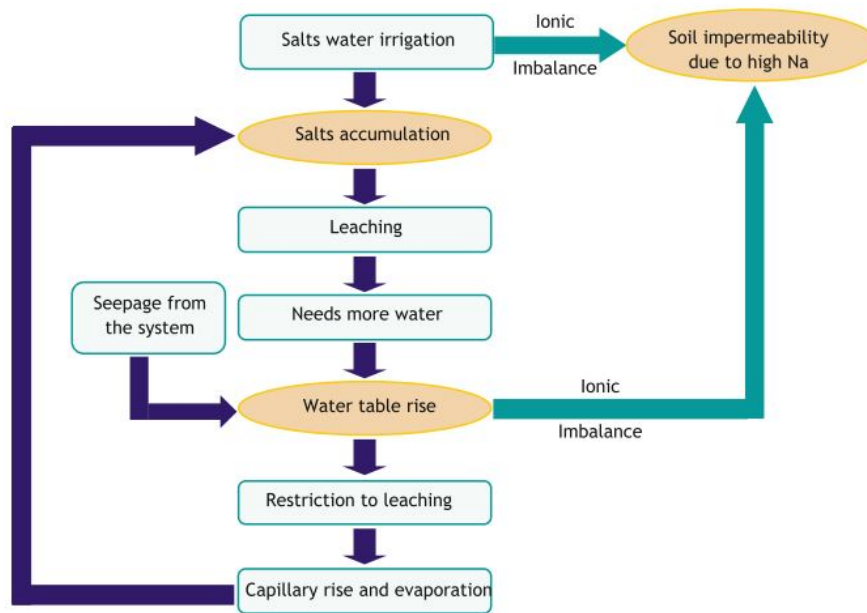 Salts water irrigation
Ionic
Imbalance
Soil impermeability
due to high Na
Salts accumulation
Leaching
Seepage from
the system
Needs more water
Water table rise
Ionic
Imbalance
Restriction to leaching
Capillary rise and evaporation